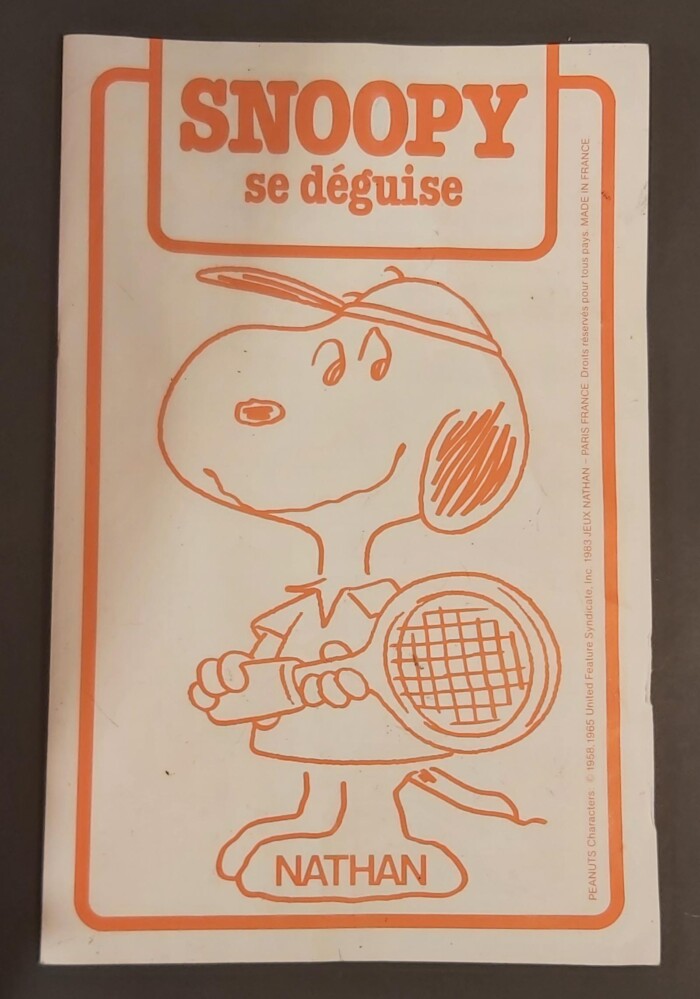 SNOOPY
se déguise
NATHAN
PEANUTS Characters © 1958.1965 United Feature Syndicate, Inc. 1983 JEUX NATHAN - PARIS FRANCE. Droits réservés pour tous pays. MADE IN FRANCE